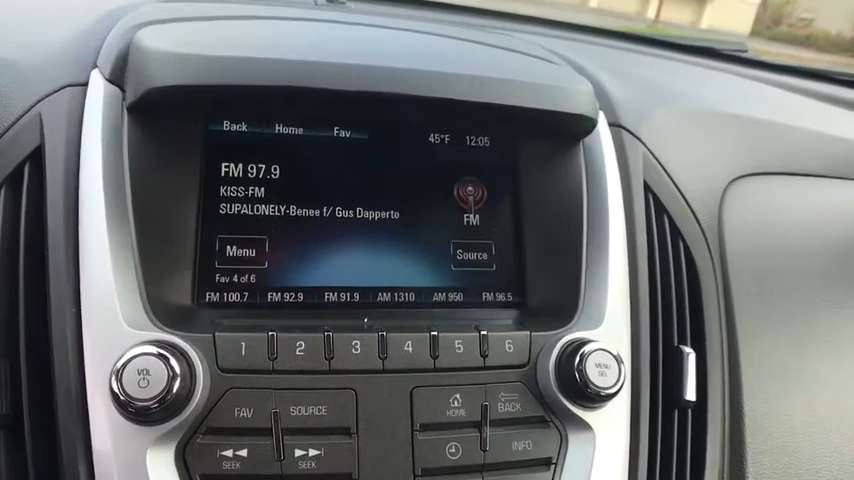 Back Home Fav 45°F 12:05
FM 97.9
KISS-FM
SUPALONELY-Benee f/ Gus Dapperto
FM
Menu Source
Fav 4 of 6
FM 100.7 FM 92.9 FM 91.9 AM 1310 AM 950 FM 96.5
1 2 3 4 5 6
VOL
MENU
SEL
FAV SOURCE HOME BACK
SEEK SEEK INFO